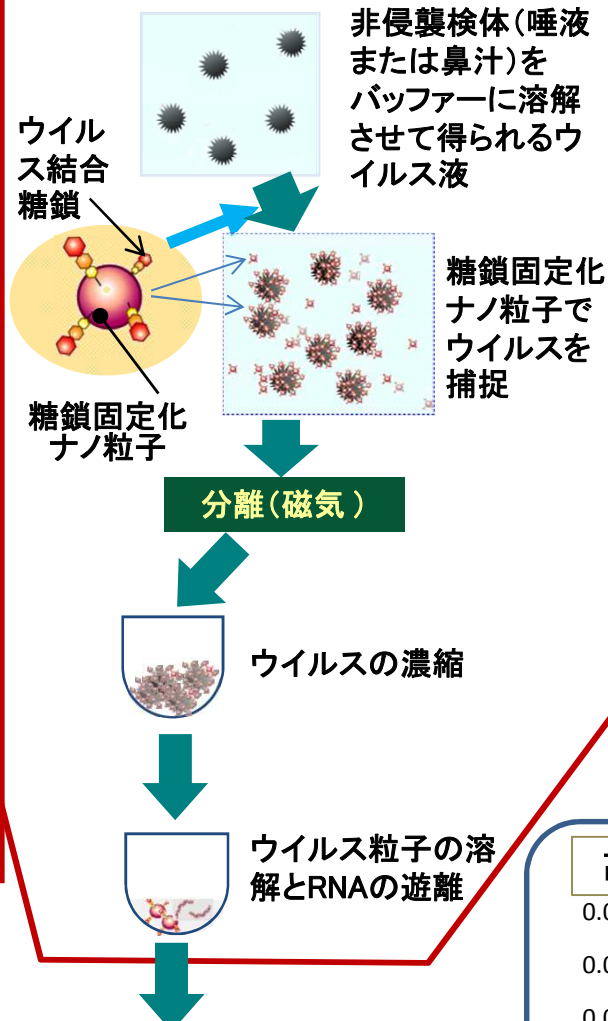 非侵襲検体(唾液
または鼻汁)を
バッファーに溶解
させて得られるウ
イルス液
ウイル
ス結合
糖鎖
糖鎖固定化
ナノ粒子で
ウイルスを
捕捉
糖鎖固定化
ナノ粒子
分離(磁気 )
ウイルスの濃縮
ウイルス粒子の溶
解とRNAの遊離